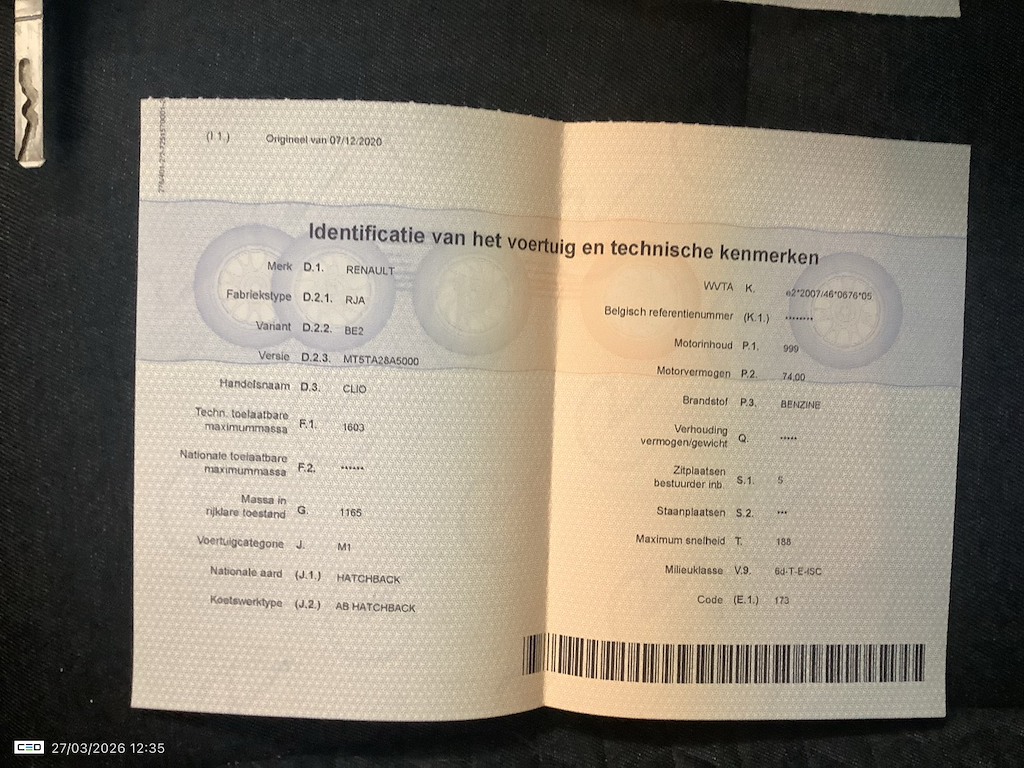 (I.1.) Origineel van 07/12/2020
Identificatie van het voertuig en technische kenmerken
Merk D.1. RENAULT
Fabriekstype D.2.1. RJA
Variant D.2.2. BE2
Versie D.2.3. MT5TA28A5000
Handelsnaam D.3. CLIO
Techn. toelaatbare
maximummassa F.1. 1603
Nationale toelaatbare
maximummassa F.2. ******
Massa in
rijklare toestand G. 1165
Voertuigcategorie J. M1
Nationale aard (J.1.) HATCHBACK
Koetswerktype (J.2.) AB HATCHBACK
WVTA K. e2*2007/46*0676*05
Belgisch referentienummer (K.1.) ********
Motorinhoud P.1. 999
Motorvermogen P.2. 74,00
Brandstof P.3. BENZINE
Verhouding
vermogen/gewicht Q. *****
Zitplaatsen
bestuurder inb. S.1. 5
Staanplaatsen S.2. ***
Maximum snelheid T. 188
Milieuklasse V.9. 6d-T-E-ISC
Code (E.1.) 173
CEO 27/03/2026 12:35